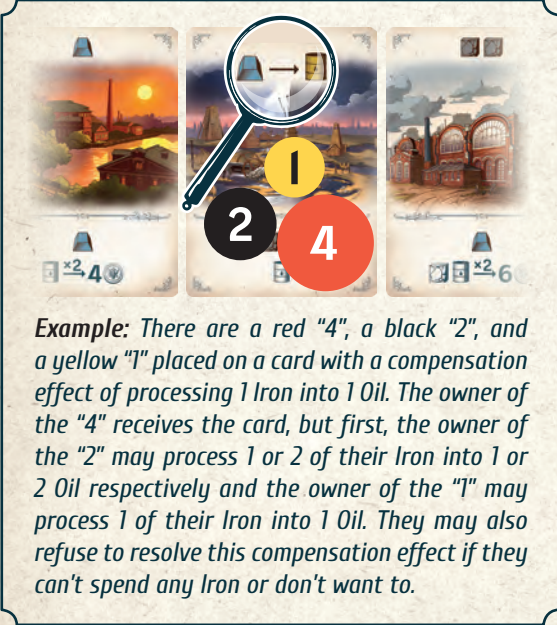 1
2
4
×2 4
×2 6
Example: There are a red “4”, a black “2”, and
a yellow “1” placed on a card with a compensation
effect of processing 1 Iron into 1 Oil. The owner of
the “4” receives the card, but first, the owner of
the “2” may process 1 or 2 of their Iron into 1 or
2 Oil respectively and the owner of the “1” may
process 1 of their Iron into 1 Oil. They may also
refuse to resolve this compensation effect if they
can't spend any Iron or don't want to.